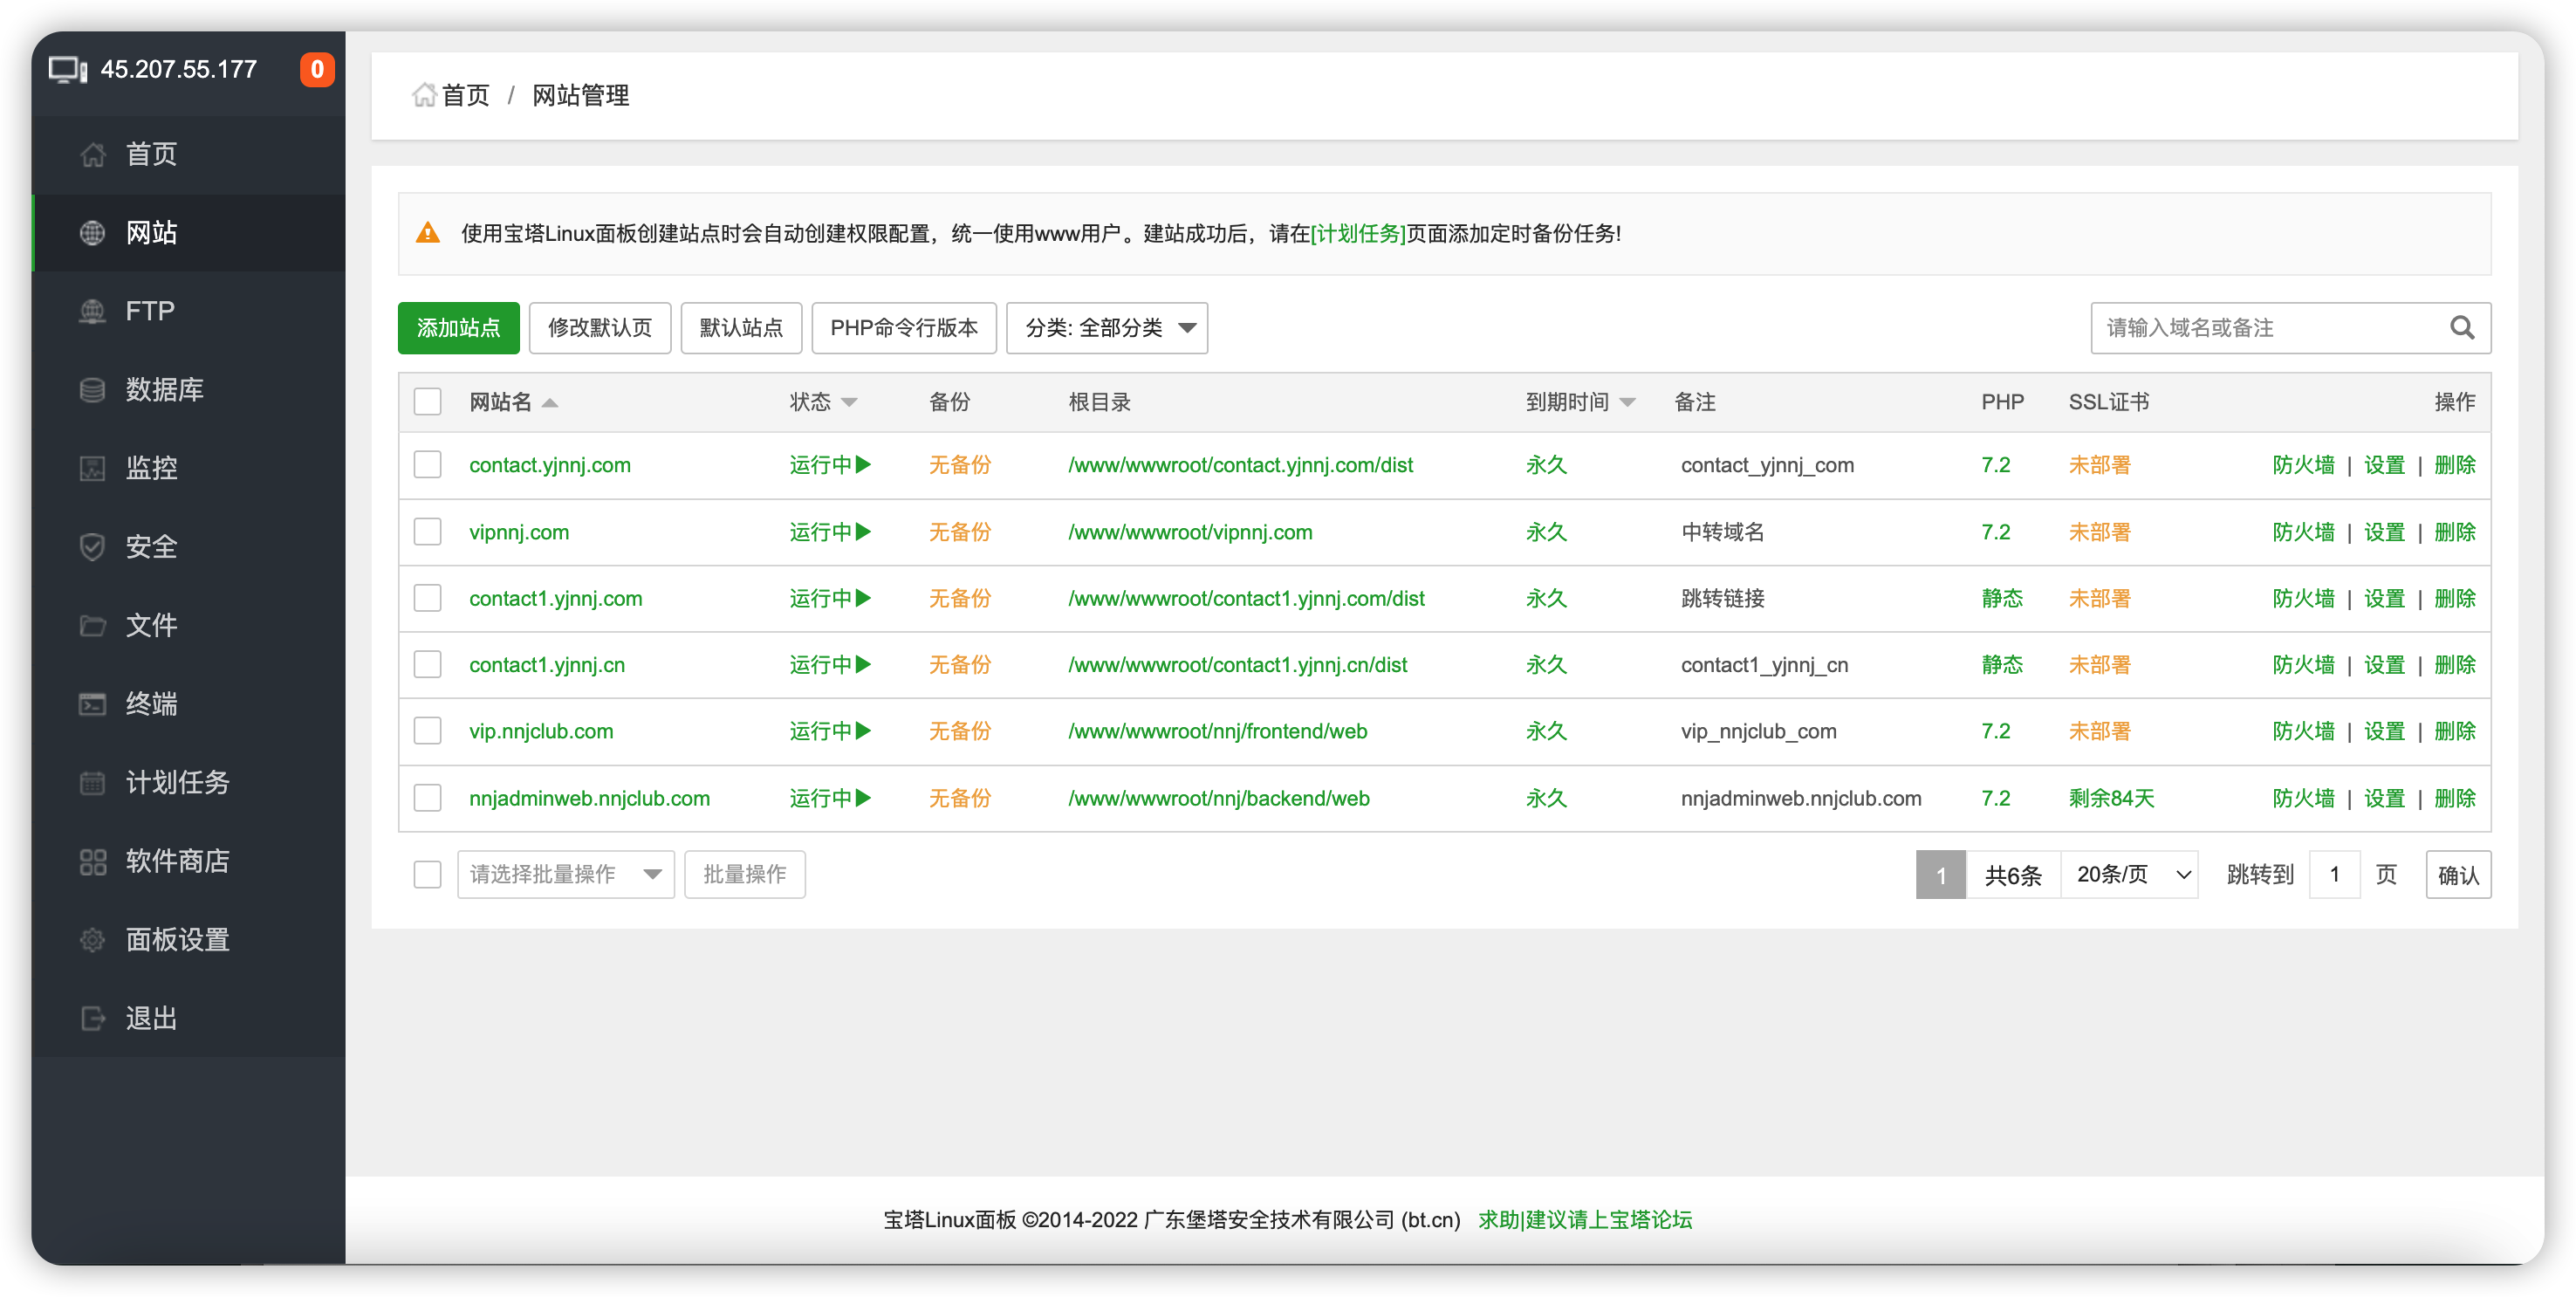 45.207.55.177 0
首页
网站
FTP
数据库
监控
安全
文件
终端
计划任务
软件商店
面板设置
退出
首页 / 网站管理
使用宝塔Linux面板创建站点时会自动创建权限配置，统一使用www用户。建站成功后，请在[计划任务]页面添加定时备份任务!
添加站点 修改默认页 默认站点 PHP命令行版本 分类: 全部分类 请输入域名或备注
网站名 状态 备份 根目录 到期时间 备注 PHP SSL证书 操作
contact.yjnnj.com 运行中 无备份 /www/wwwroot/contact.yjnnj.com/dist 永久 contact_yjnnj_com 7.2 未部署 防火墙 | 设置 | 删除
vipnnj.com 运行中 无备份 /www/wwwroot/vipnnj.com 永久 中转域名 7.2 未部署 防火墙 | 设置 | 删除
contact1.yjnnj.com 运行中 无备份 /www/wwwroot/contact1.yjnnj.com/dist 永久 跳转链接 静态 未部署 防火墙 | 设置 | 删除
contact1.yjnnj.cn 运行中 无备份 /www/wwwroot/contact1.yjnnj.cn/dist 永久 contact1_yjnnj_cn 静态 未部署 防火墙 | 设置 | 删除
vip.nnjclub.com 运行中 无备份 /www/wwwroot/nnj/frontend/web 永久 vip_nnjclub_com 7.2 未部署 防火墙 | 设置 | 删除
nnjadminweb.nnjclub.com 运行中 无备份 /www/wwwroot/nnj/backend/web 永久 nnjadminweb.nnjclub.com 7.2 剩余84天 防火墙 | 设置 | 删除
请选择批量操作 批量操作 1 共6条 20条/页 跳转到 1 页 确认
宝塔Linux面板 ©2014-2022 广东堡塔安全技术有限公司 (bt.cn) 求助|建议请上宝塔论坛